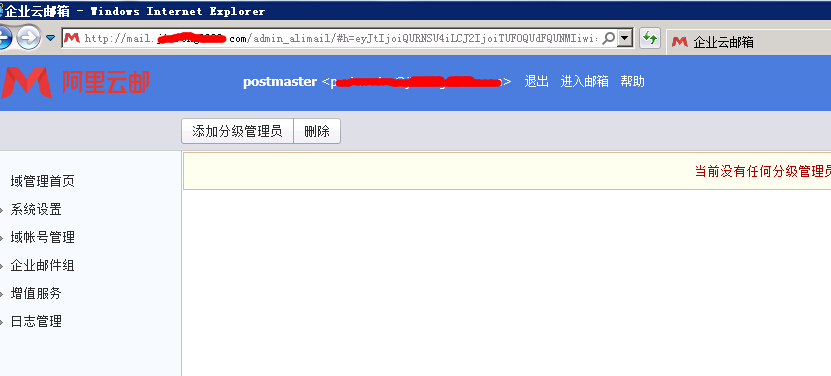 企业云邮箱 - Windows Internet Explorer
http://mail. .com/admin_alimail/#h=eyJtIjoiQURNSU4iLCJ2IjoiTUFOQUdFQUNMIiwi
企业云邮箱
阿里云邮
postmaster <p > 退出 进入邮箱 帮助
添加分级管理员 删除
当前没有任何分级管理员
域管理首页
系统设置
域帐号管理
企业邮件组
增值服务
日志管理